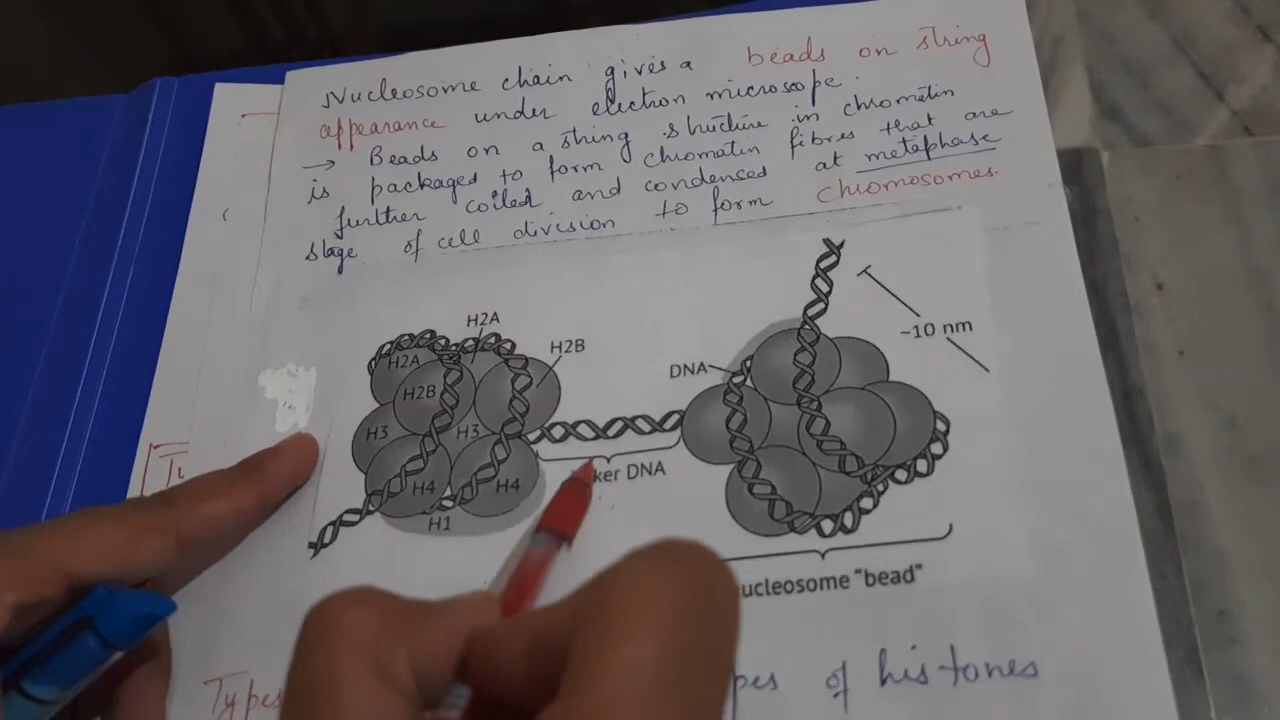 Nucleosome chain gives a beads on string
appearance under electron microscope.
→ Beads on a string structure in chromatin
is packaged to form chromatin fibres that are
further coiled and condensed at metaphase
stage of cell division to form chromosomes.
H2A
H2B
H2A
H2B
H3
H3
H4
H4
H1
ker DNA
DNA
~10 nm
ucleosome "bead"
Types
pes of histones